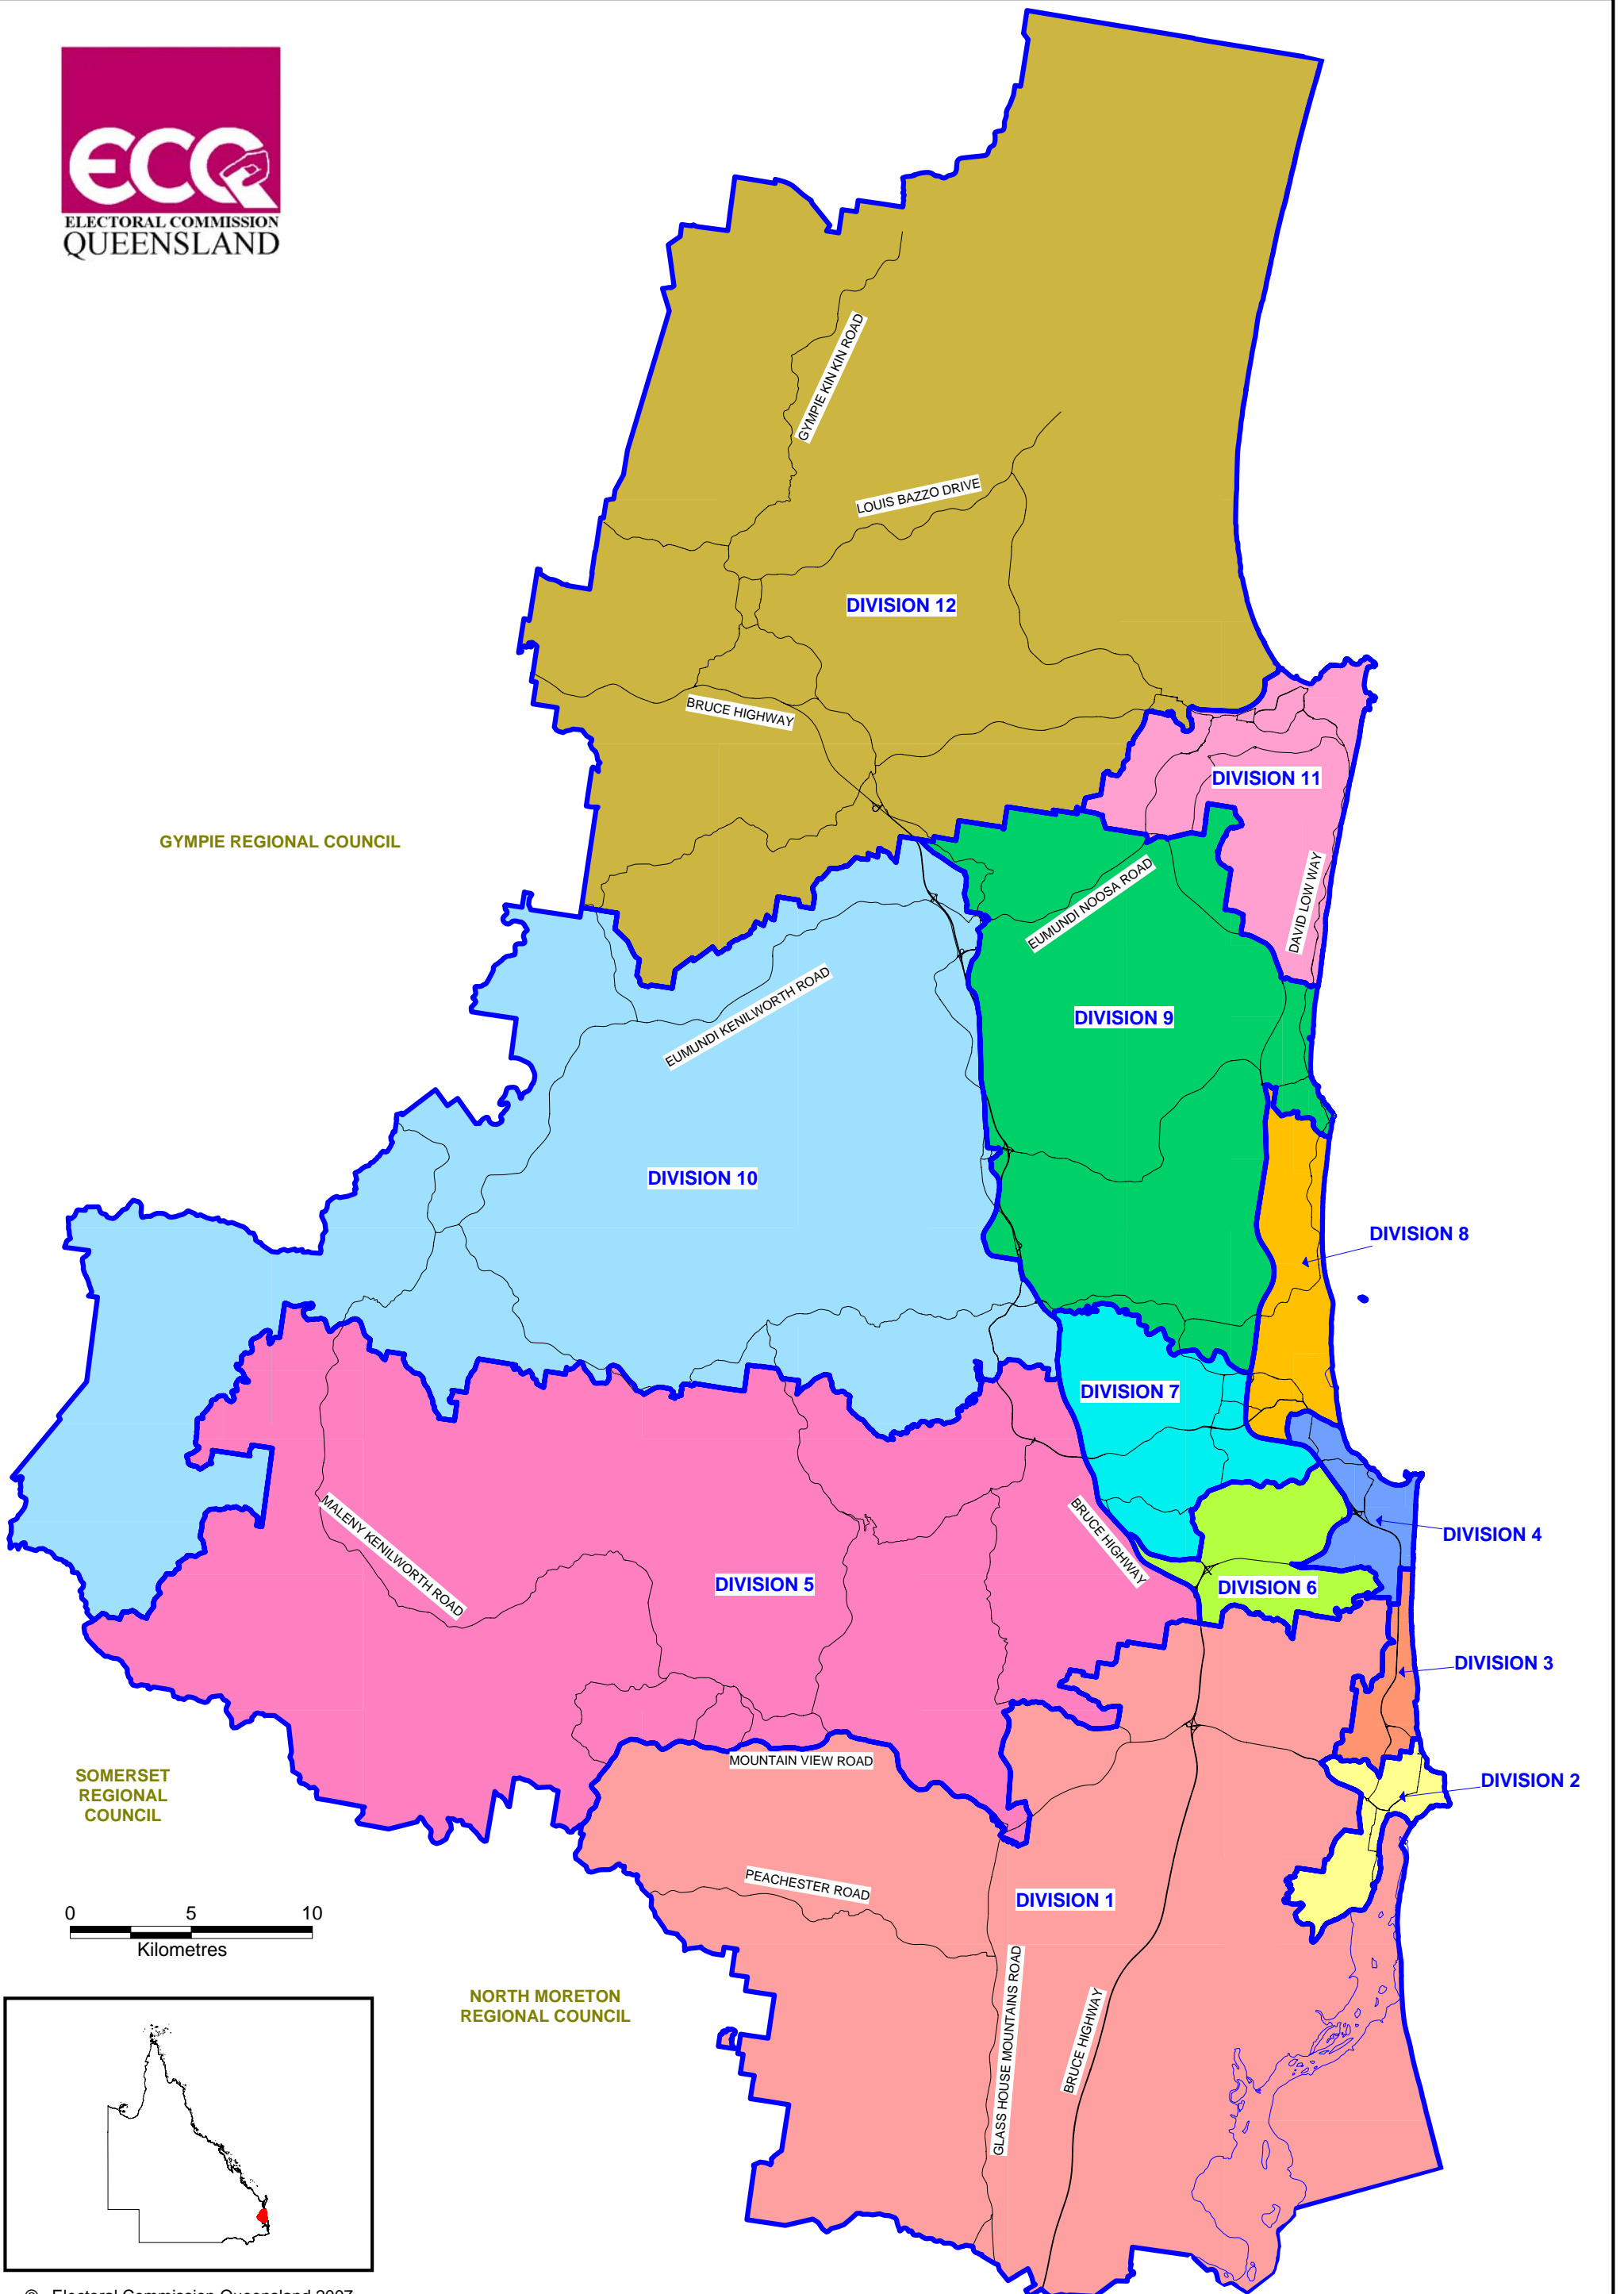 ECQ
ELECTORAL COMMISSION
QUEENSLAND
GYMPIE KIN KIN ROAD
LOUIS BAZZO DRIVE
DIVISION 12
BRUCE HIGHWAY
DIVISION 11
GYMPIE REGIONAL COUNCIL
EUMUNDI NOOSA ROAD
DAVID LOW WAY
EUMUNDI KENILWORTH ROAD
DIVISION 9
DIVISION 10
DIVISION 8
DIVISION 7
MALENY KENILWORTH ROAD
BRUCE HIGHWAY
DIVISION 4
DIVISION 5
DIVISION 6
DIVISION 3
MOUNTAIN VIEW ROAD
SOMERSET
REGIONAL
COUNCIL
DIVISION 2
PEACHESTER ROAD
DIVISION 1
0 5 10
Kilometres
NORTH MORETON
REGIONAL COUNCIL
GLASS HOUSE MOUNTAINS ROAD
BRUCE HIGHWAY
© Electoral Commission Queensland 2007